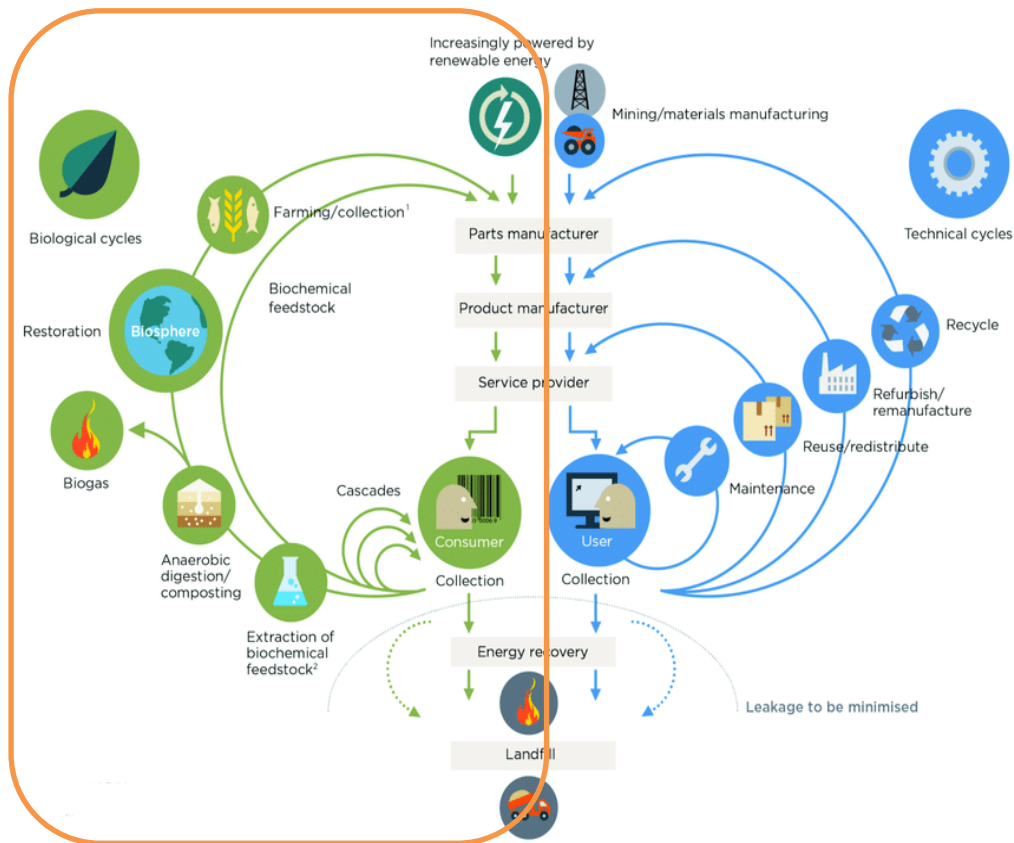 Increasingly powered by
renewable energy
Mining/materials manufacturing
Biological cycles
Technical cycles
Farming/collection¹
Parts manufacturer
Biochemical
feedstock
Product manufacturer
Restoration
Biosphere
Recycle
Service provider
Refurbish/
remanufacture
Reuse/redistribute
Biogas
Cascades
Maintenance
Consumer
User
Anaerobic
digestion/
composting
Collection
Collection
Extraction of
biochemical
feedstock²
Energy recovery
Leakage to be minimised
Landfill